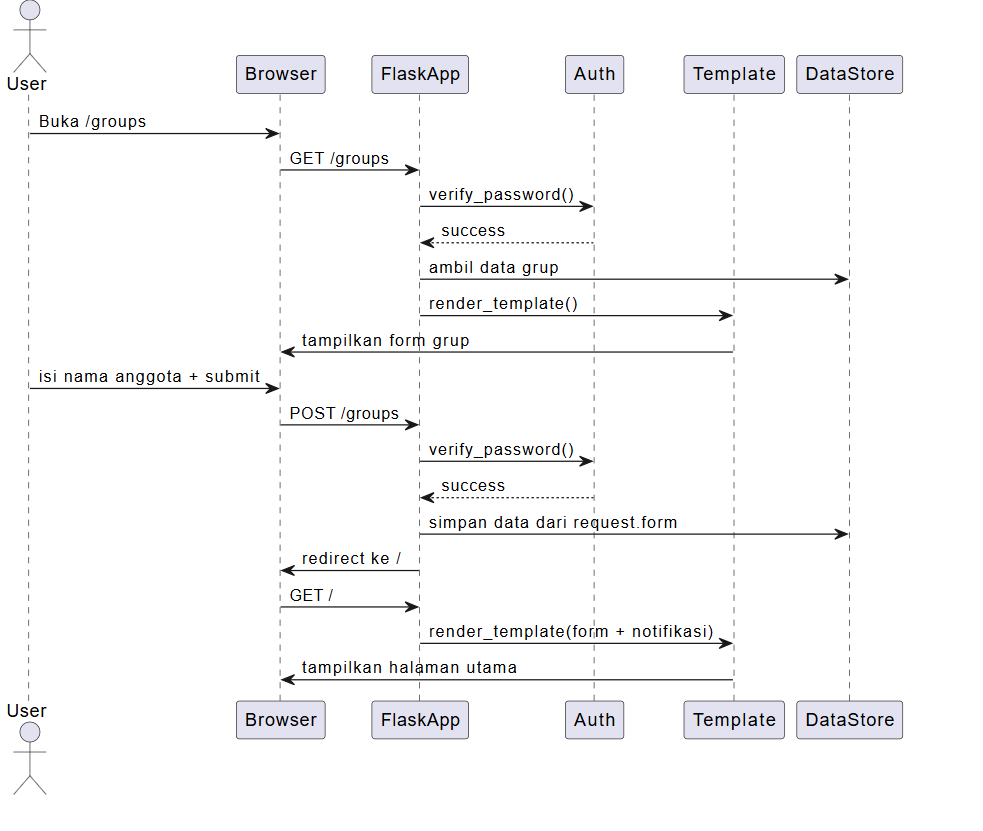 User
Browser
FlaskApp
Auth
Template
DataStore
Buka /groups
GET /groups
verify_password()
success
ambil data grup
render_template()
tampilkan form grup
isi nama anggota + submit
POST /groups
verify_password()
success
simpan data dari request.form
redirect ke /
GET /
render_template(form + notifikasi)
tampilkan halaman utama
User
Browser
FlaskApp
Auth
Template
DataStore